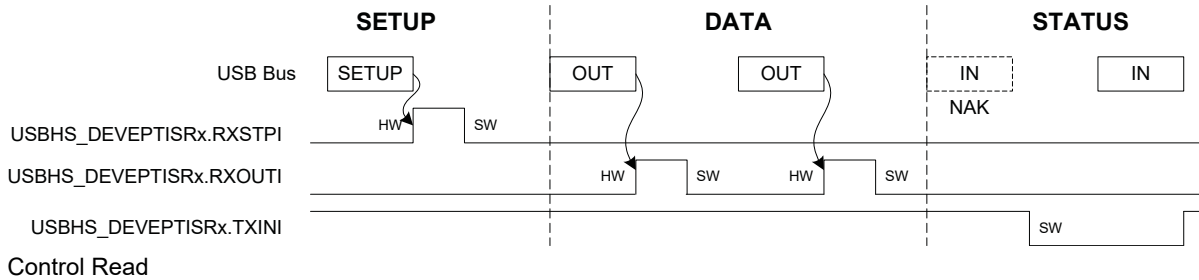 SETUP DATA STATUS
USB Bus SETUP OUT OUT IN IN
NAK
USBHS_DEVEPTISRx.RXSTPI HW SW
USBHS_DEVEPTISRx.RXOUTI HW SW HW SW
USBHS_DEVEPTISRx.TXINI SW
Control Read